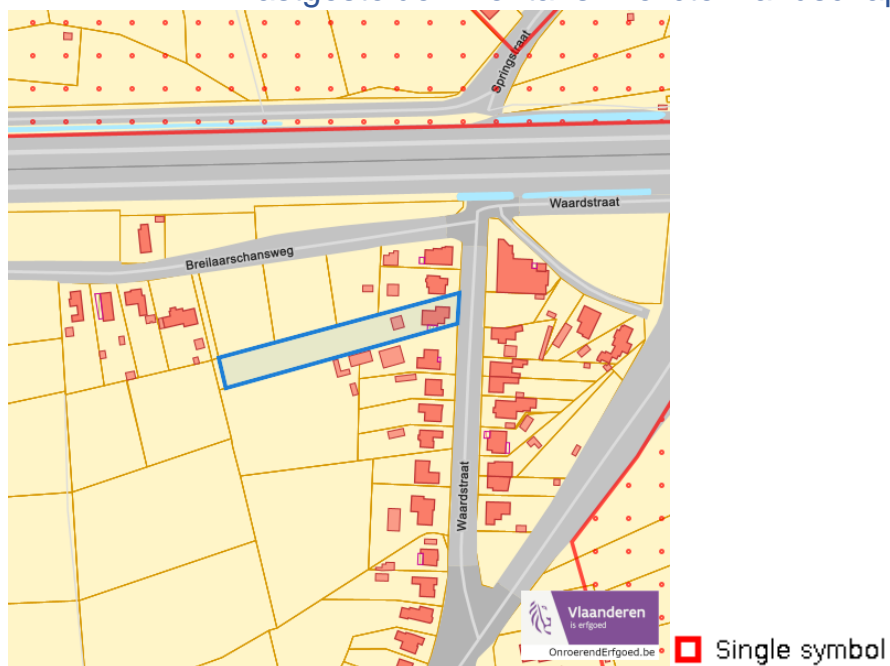 Springstraat
Waardstraat
Breilaarschansweg
Waardstraat
Vlaanderen
is erfgoed
OnroerendErfgoed.be
Single symbol